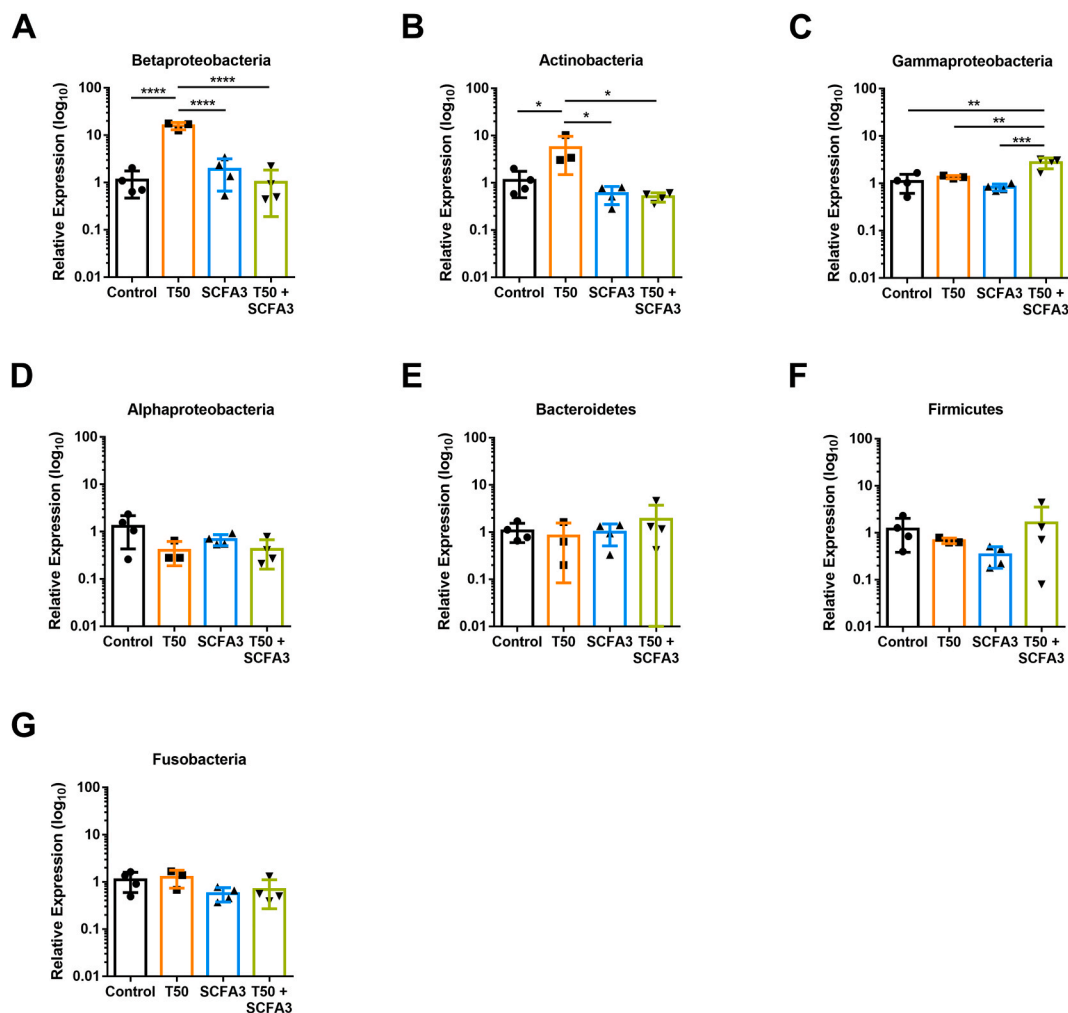 A
Betaproteobacteria
Relative Expression (log10)
100
10
1
0.1
0.01
****
****
****
Control T50 SCFA3 T50 +
SCFA3
B
Actinobacteria
Relative Expression (log10)
100
10
1
0.1
0.01
*
*
*
Control T50 SCFA3 T50 +
SCFA3
C
Gammaproteobacteria
Relative Expression (log10)
100
10
1
0.1
0.01
**
**
***
Control T50 SCFA3 T50 +
SCFA3
D
Alphaproteobacteria
Relative Expression (log10)
100
10
1
0.1
0.01
Control T50 SCFA3 T50 +
SCFA3
E
Bacteroidetes
Relative Expression (log10)
100
10
1
0.1
0.01
Control T50 SCFA3 T50 +
SCFA3
F
Firmicutes
Relative Expression (log10)
100
10
1
0.1
0.01
Control T50 SCFA3 T50 +
SCFA3
G
Fusobacteria
Relative Expression (log10)
100
10
1
0.1
0.01
Control T50 SCFA3 T50 +
SCFA3